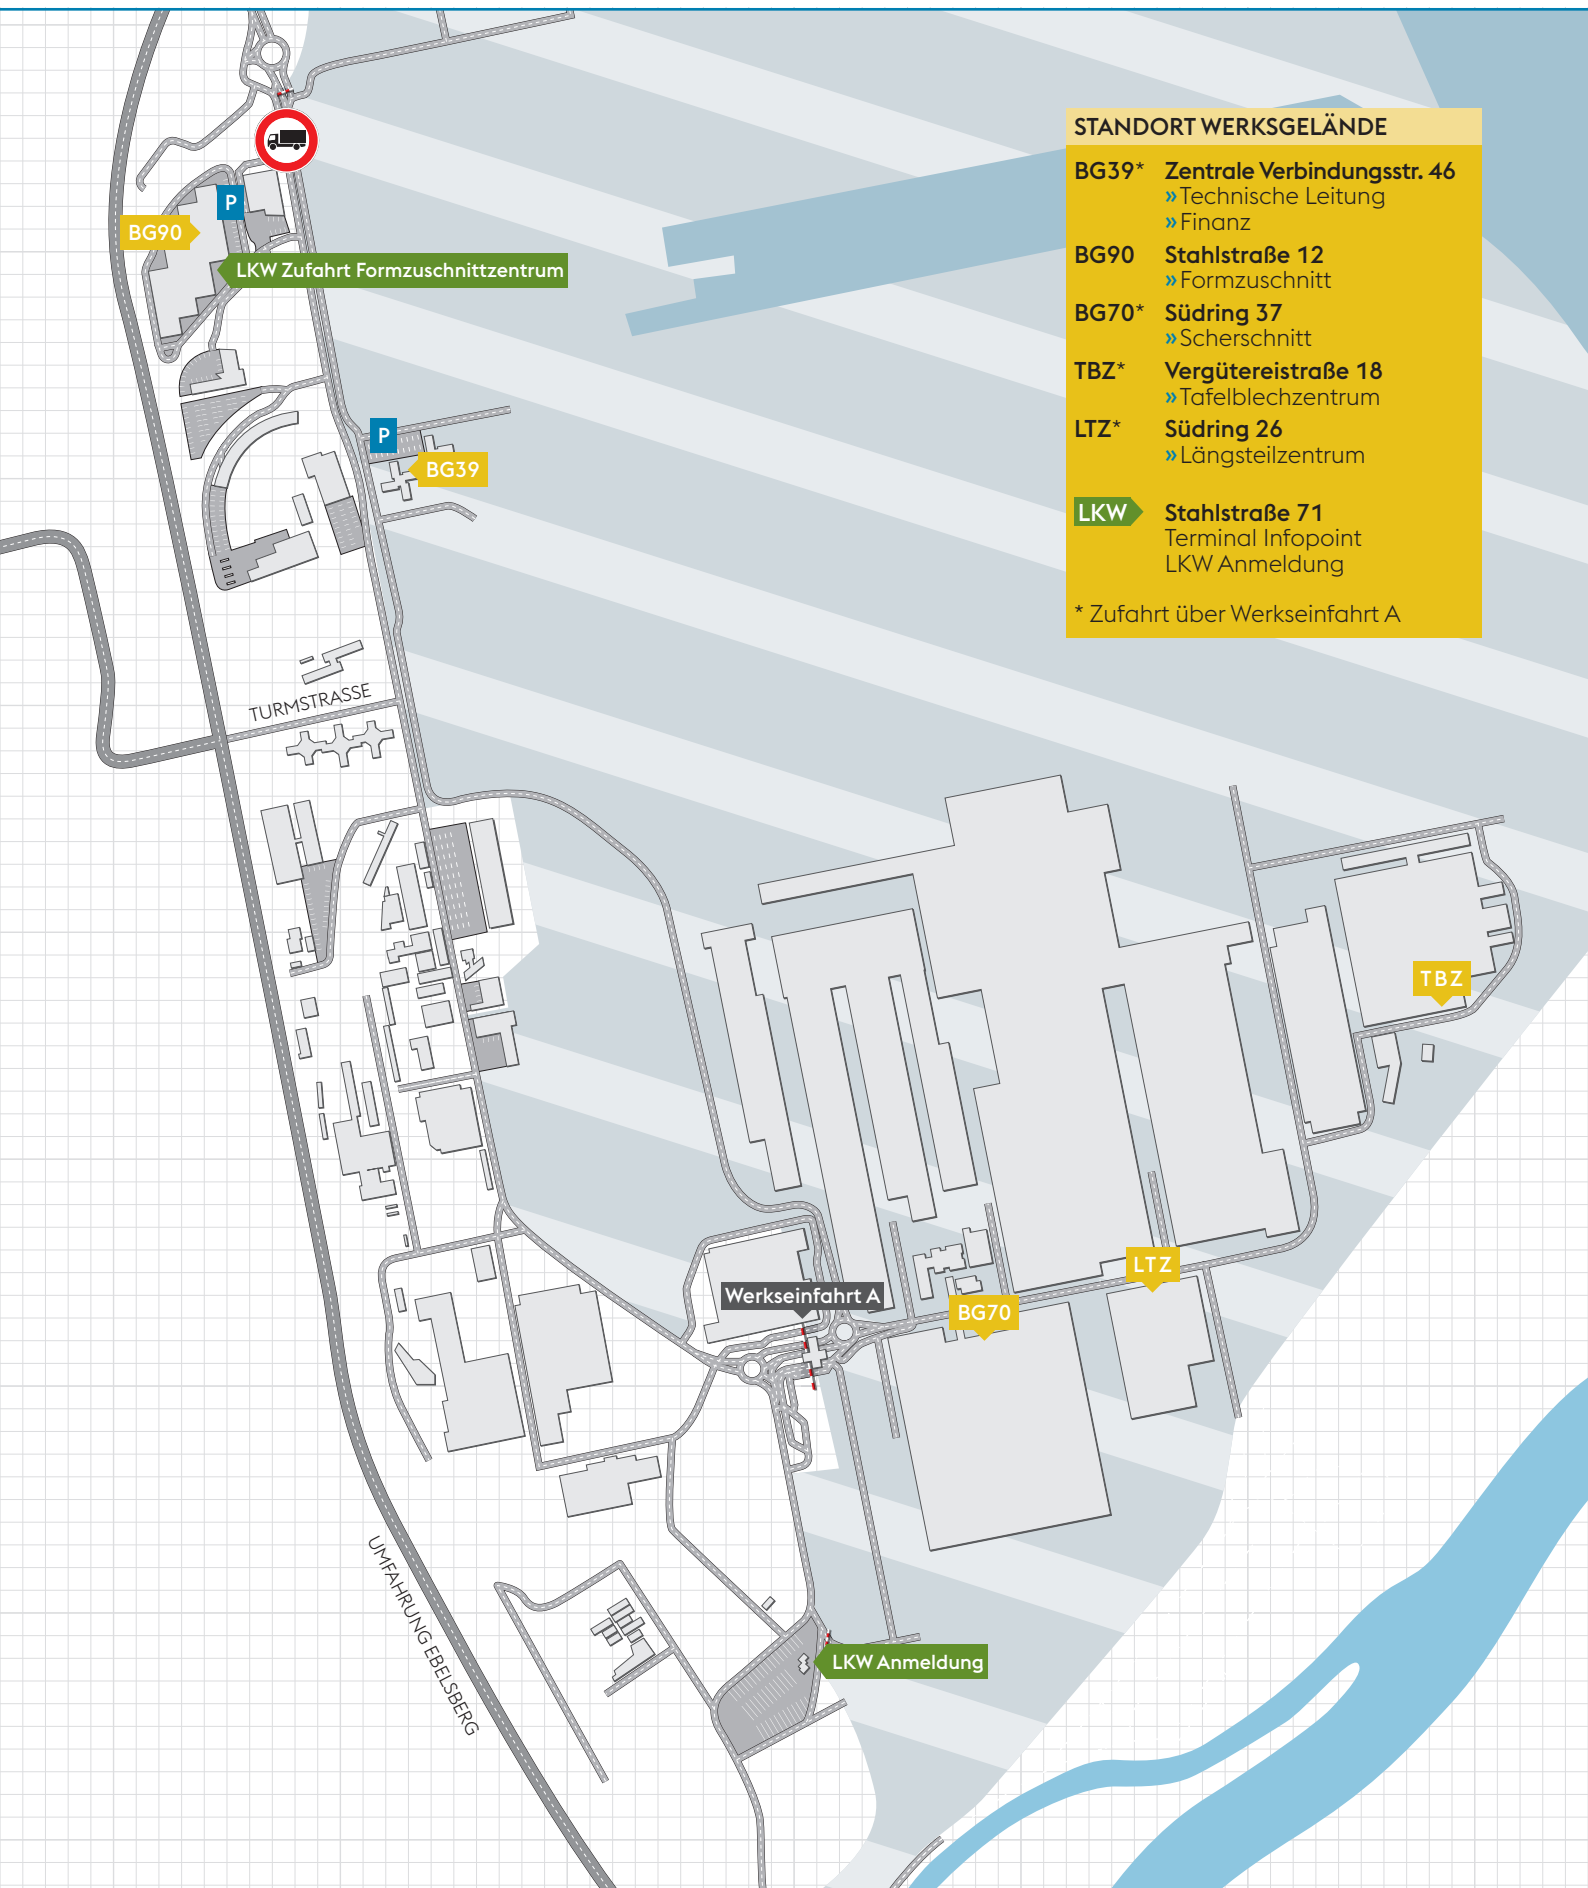 STANDORT WERKSGELÄNDE
BG39* Zentrale Verbindungsstr. 46
» Technische Leitung
» Finanz
BG90 Stahlstraße 12
» Formzuschnitt
BG70* Südring 37
» Scherschnitt
TBZ* Vergütereistraße 18
» Tafelblechzentrum
LTZ* Südring 26
» Längsteilzentrum
LKW Stahlstraße 71
Terminal Infopoint
LKW Anmeldung
* Zufahrt über Werkseinfahrt A
P
BG90
LKW Zufahrt Formzuschnittzentrum
P
BG39
TURMSTRASSE
TBZ
LTZ
Werkseinfahrt A
BG70
UMFAHRUNG EBELSBERG
LKW Anmeldung